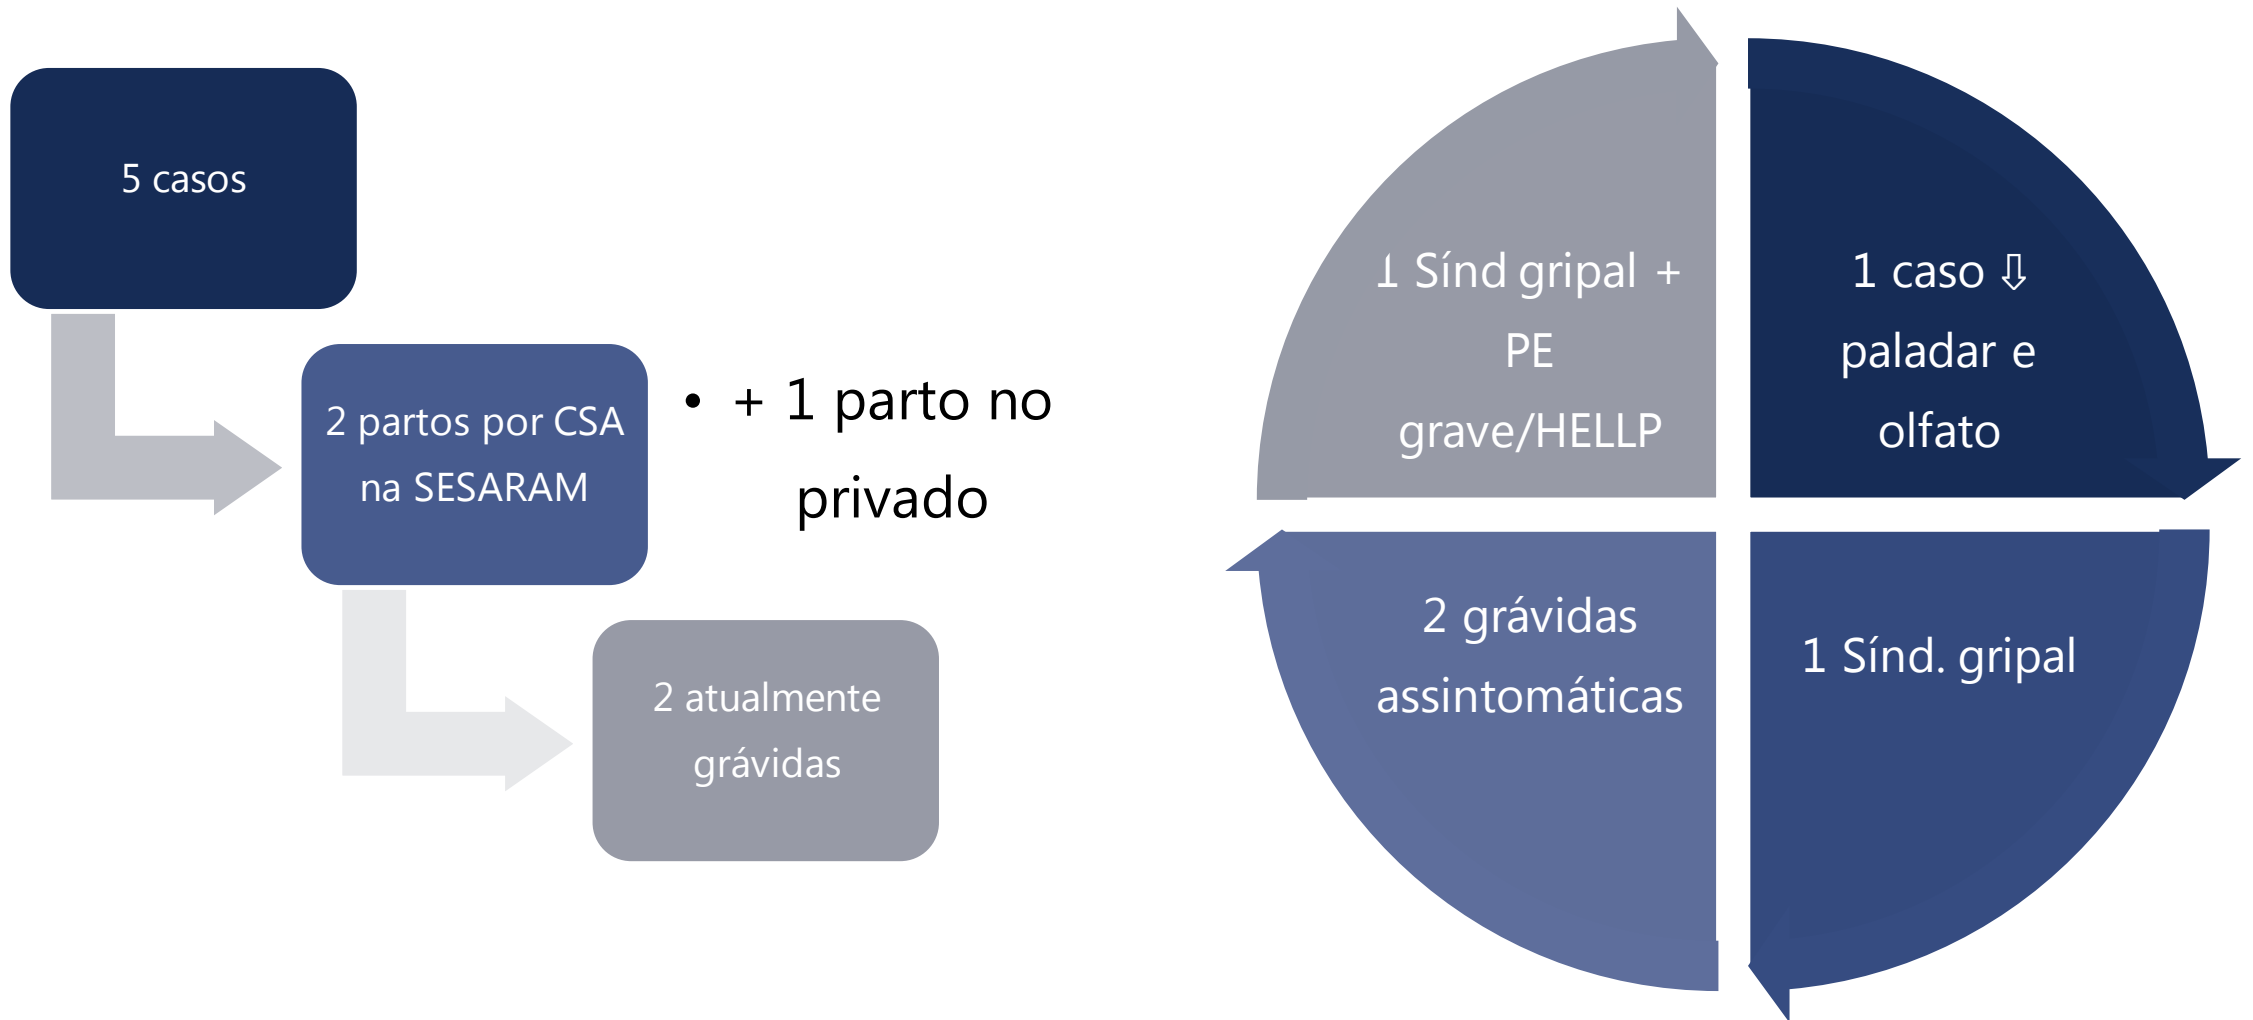 5 casos
2 partos por CSA
na SESARAM
• + 1 parto no
privado
2 atualmente
grávidas
1 Sínd gripal +
PE
grave/HELLP
1 caso ⇩
paladar e
olfato
2 grávidas
assintomáticas
1 Sínd. gripal